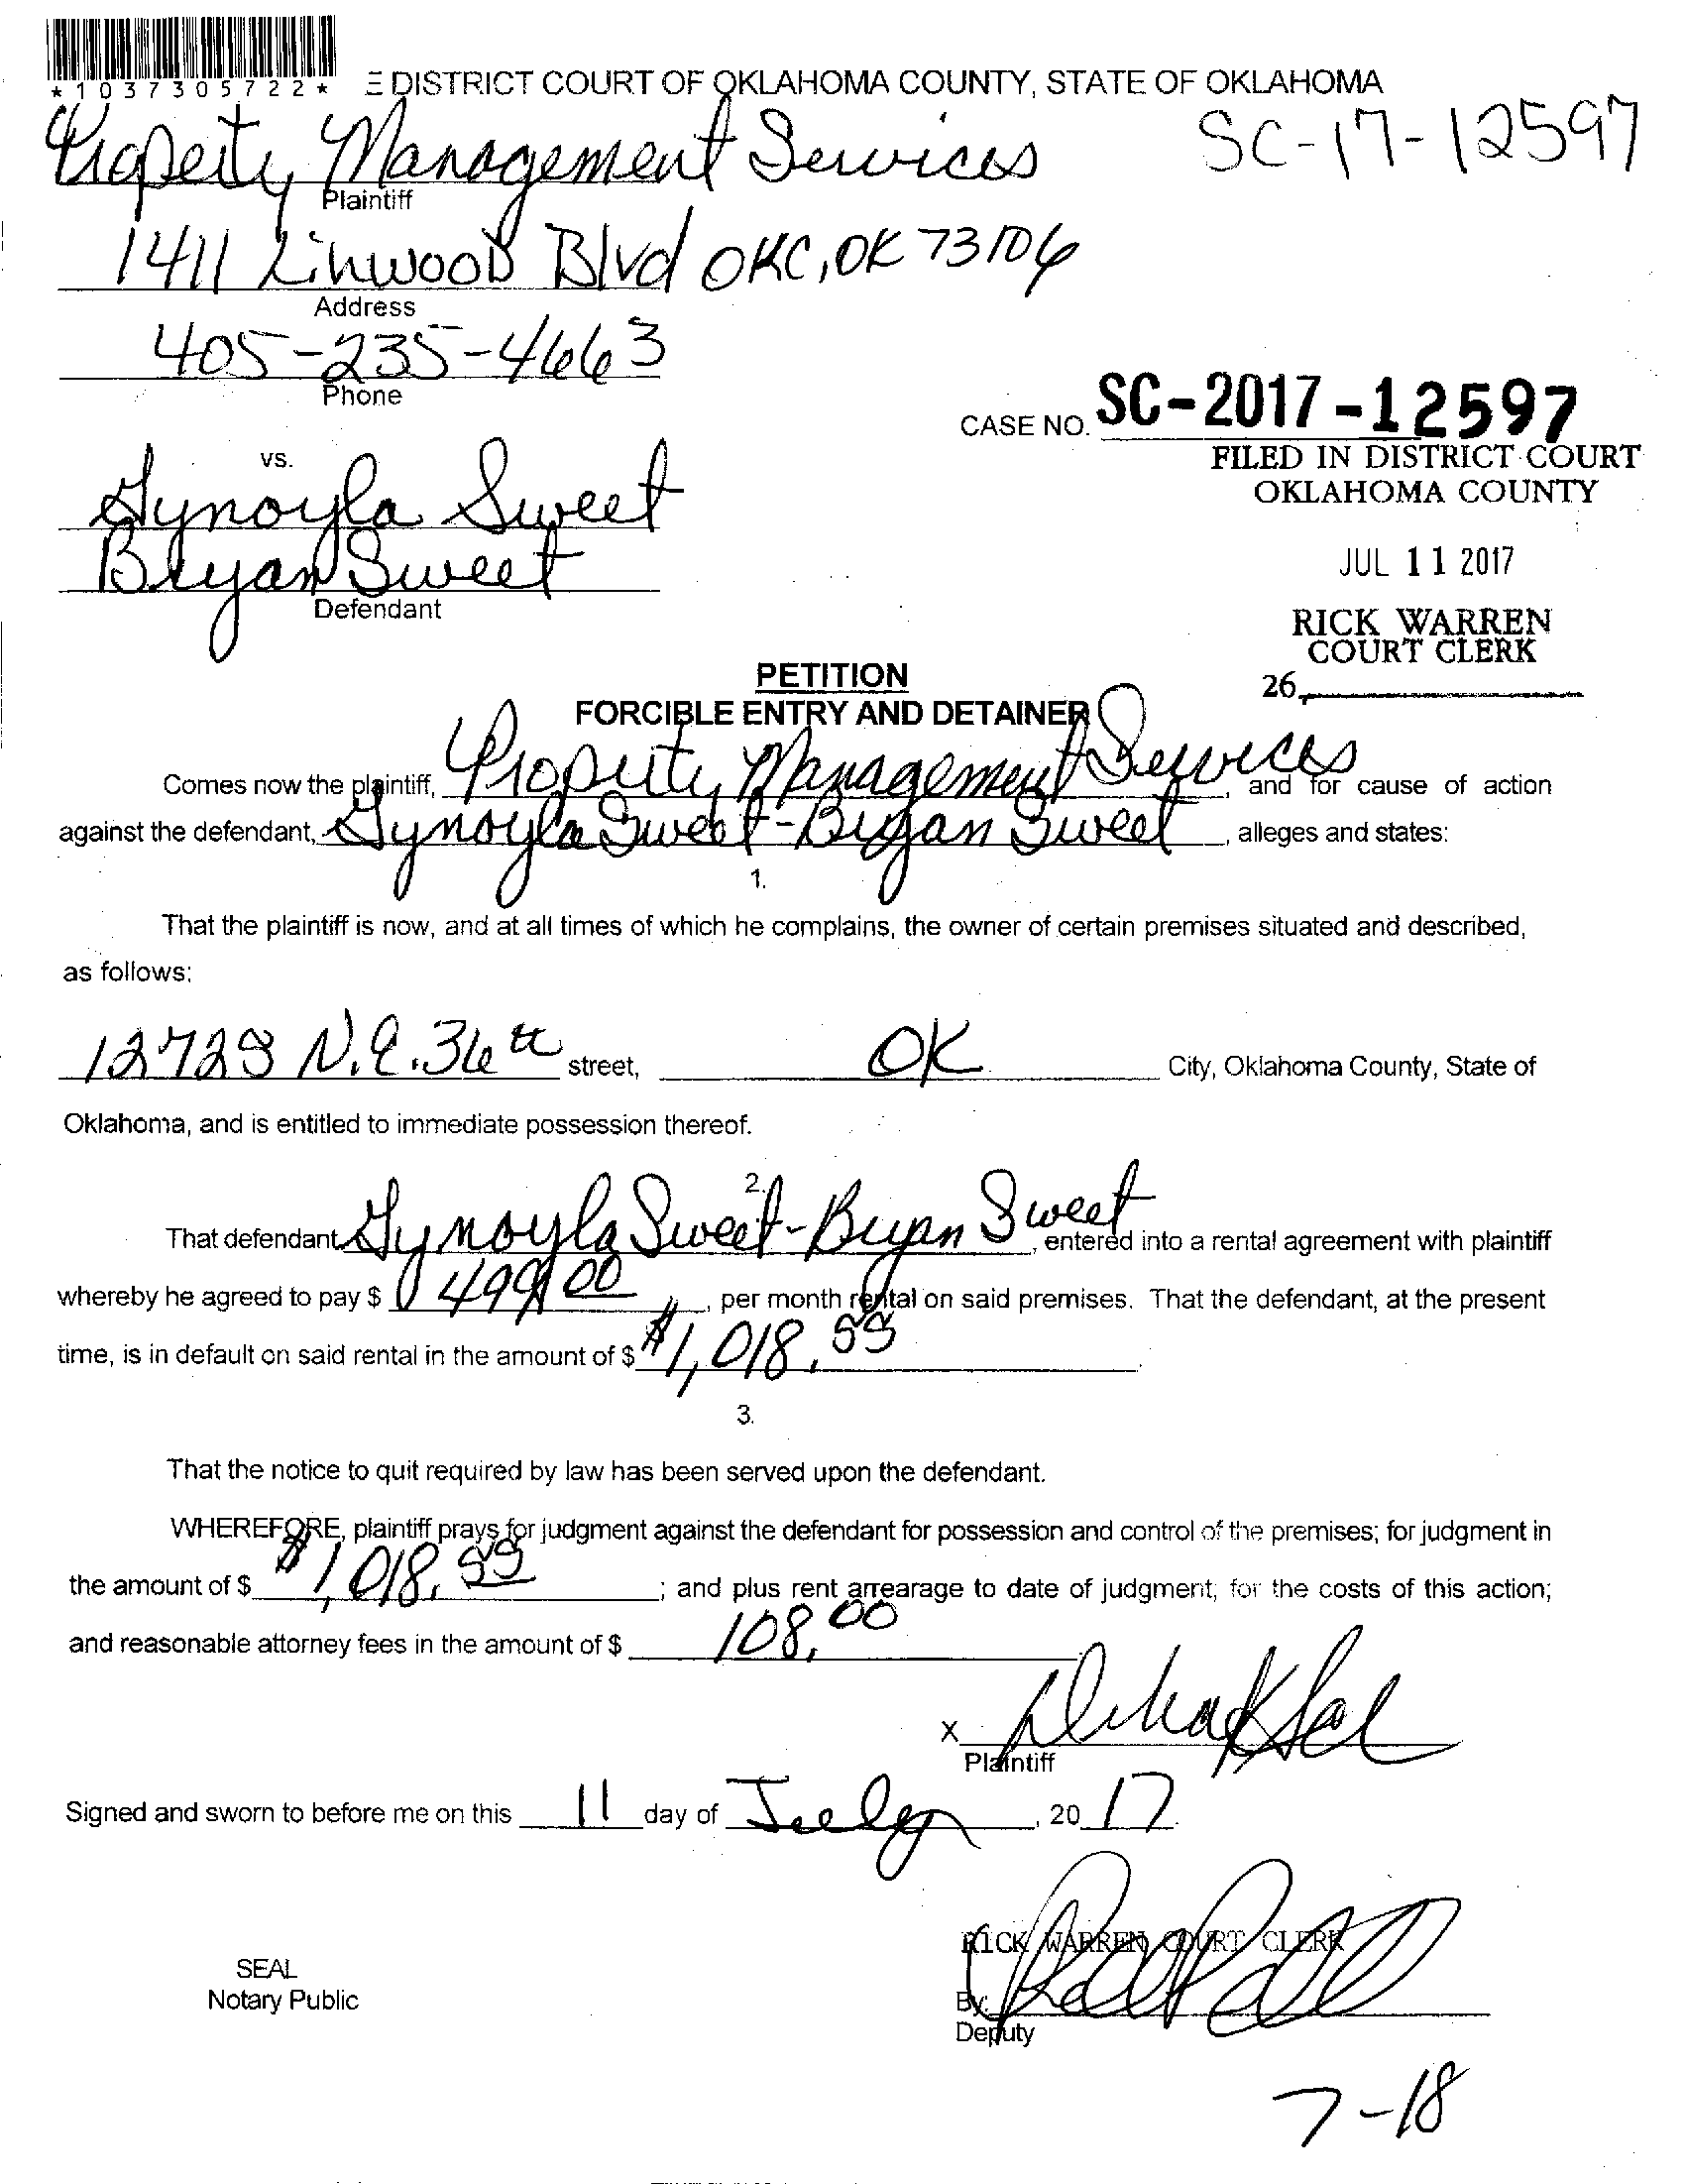 *1037305722*
E DISTRICT COURT OF OKLAHOMA COUNTY, STATE OF OKLAHOMA
Property Management Services
SC-17-12597
Plaintiff
1411 Linwood Blvd OKC, OK 73106
Address
405-235-4663
Phone
CASE NO. SC-2017-12597
FILED IN DISTRICT COURT
OKLAHOMA COUNTY
vs.
Synoyla Sweet
Bryan Sweet
Defendant
JUL 11 2017
RICK WARREN
COURT CLERK
26
PETITION
FORCIBLE ENTRY AND DETAINER
Comes now the plaintiff, Property Management Services, and for cause of action
against the defendant, Synoyla Sweet-Bryan Sweet, alleges and states:
1.
That the plaintiff is now, and at all times of which he complains, the owner of certain premises situated and described,
as follows:
12728 N.E. 36th street, OK City, Oklahoma County, State of
Oklahoma, and is entitled to immediate possession thereof.
2.
That defendant Synoyla Sweet-Bryan Sweet, entered into a rental agreement with plaintiff
whereby he agreed to pay $ 499.00, per month rental on said premises. That the defendant, at the present
time, is in default on said rental in the amount of $ $1,018.
3.
That the notice to quit required by law has been served upon the defendant.
WHEREFORE, plaintiff prays for judgment against the defendant for possession and control of the premises; for judgment in
the amount of $ $1,018. ; and plus rent arrearage to date of judgment; for the costs of this action;
and reasonable attorney fees in the amount of $ 108.00
X
Plaintiff
Signed and sworn to before me on this 11 day of July, 20 17.
RICK WARREN COURT CLERK
SEAL
Notary Public
By:
Deputy
7-18